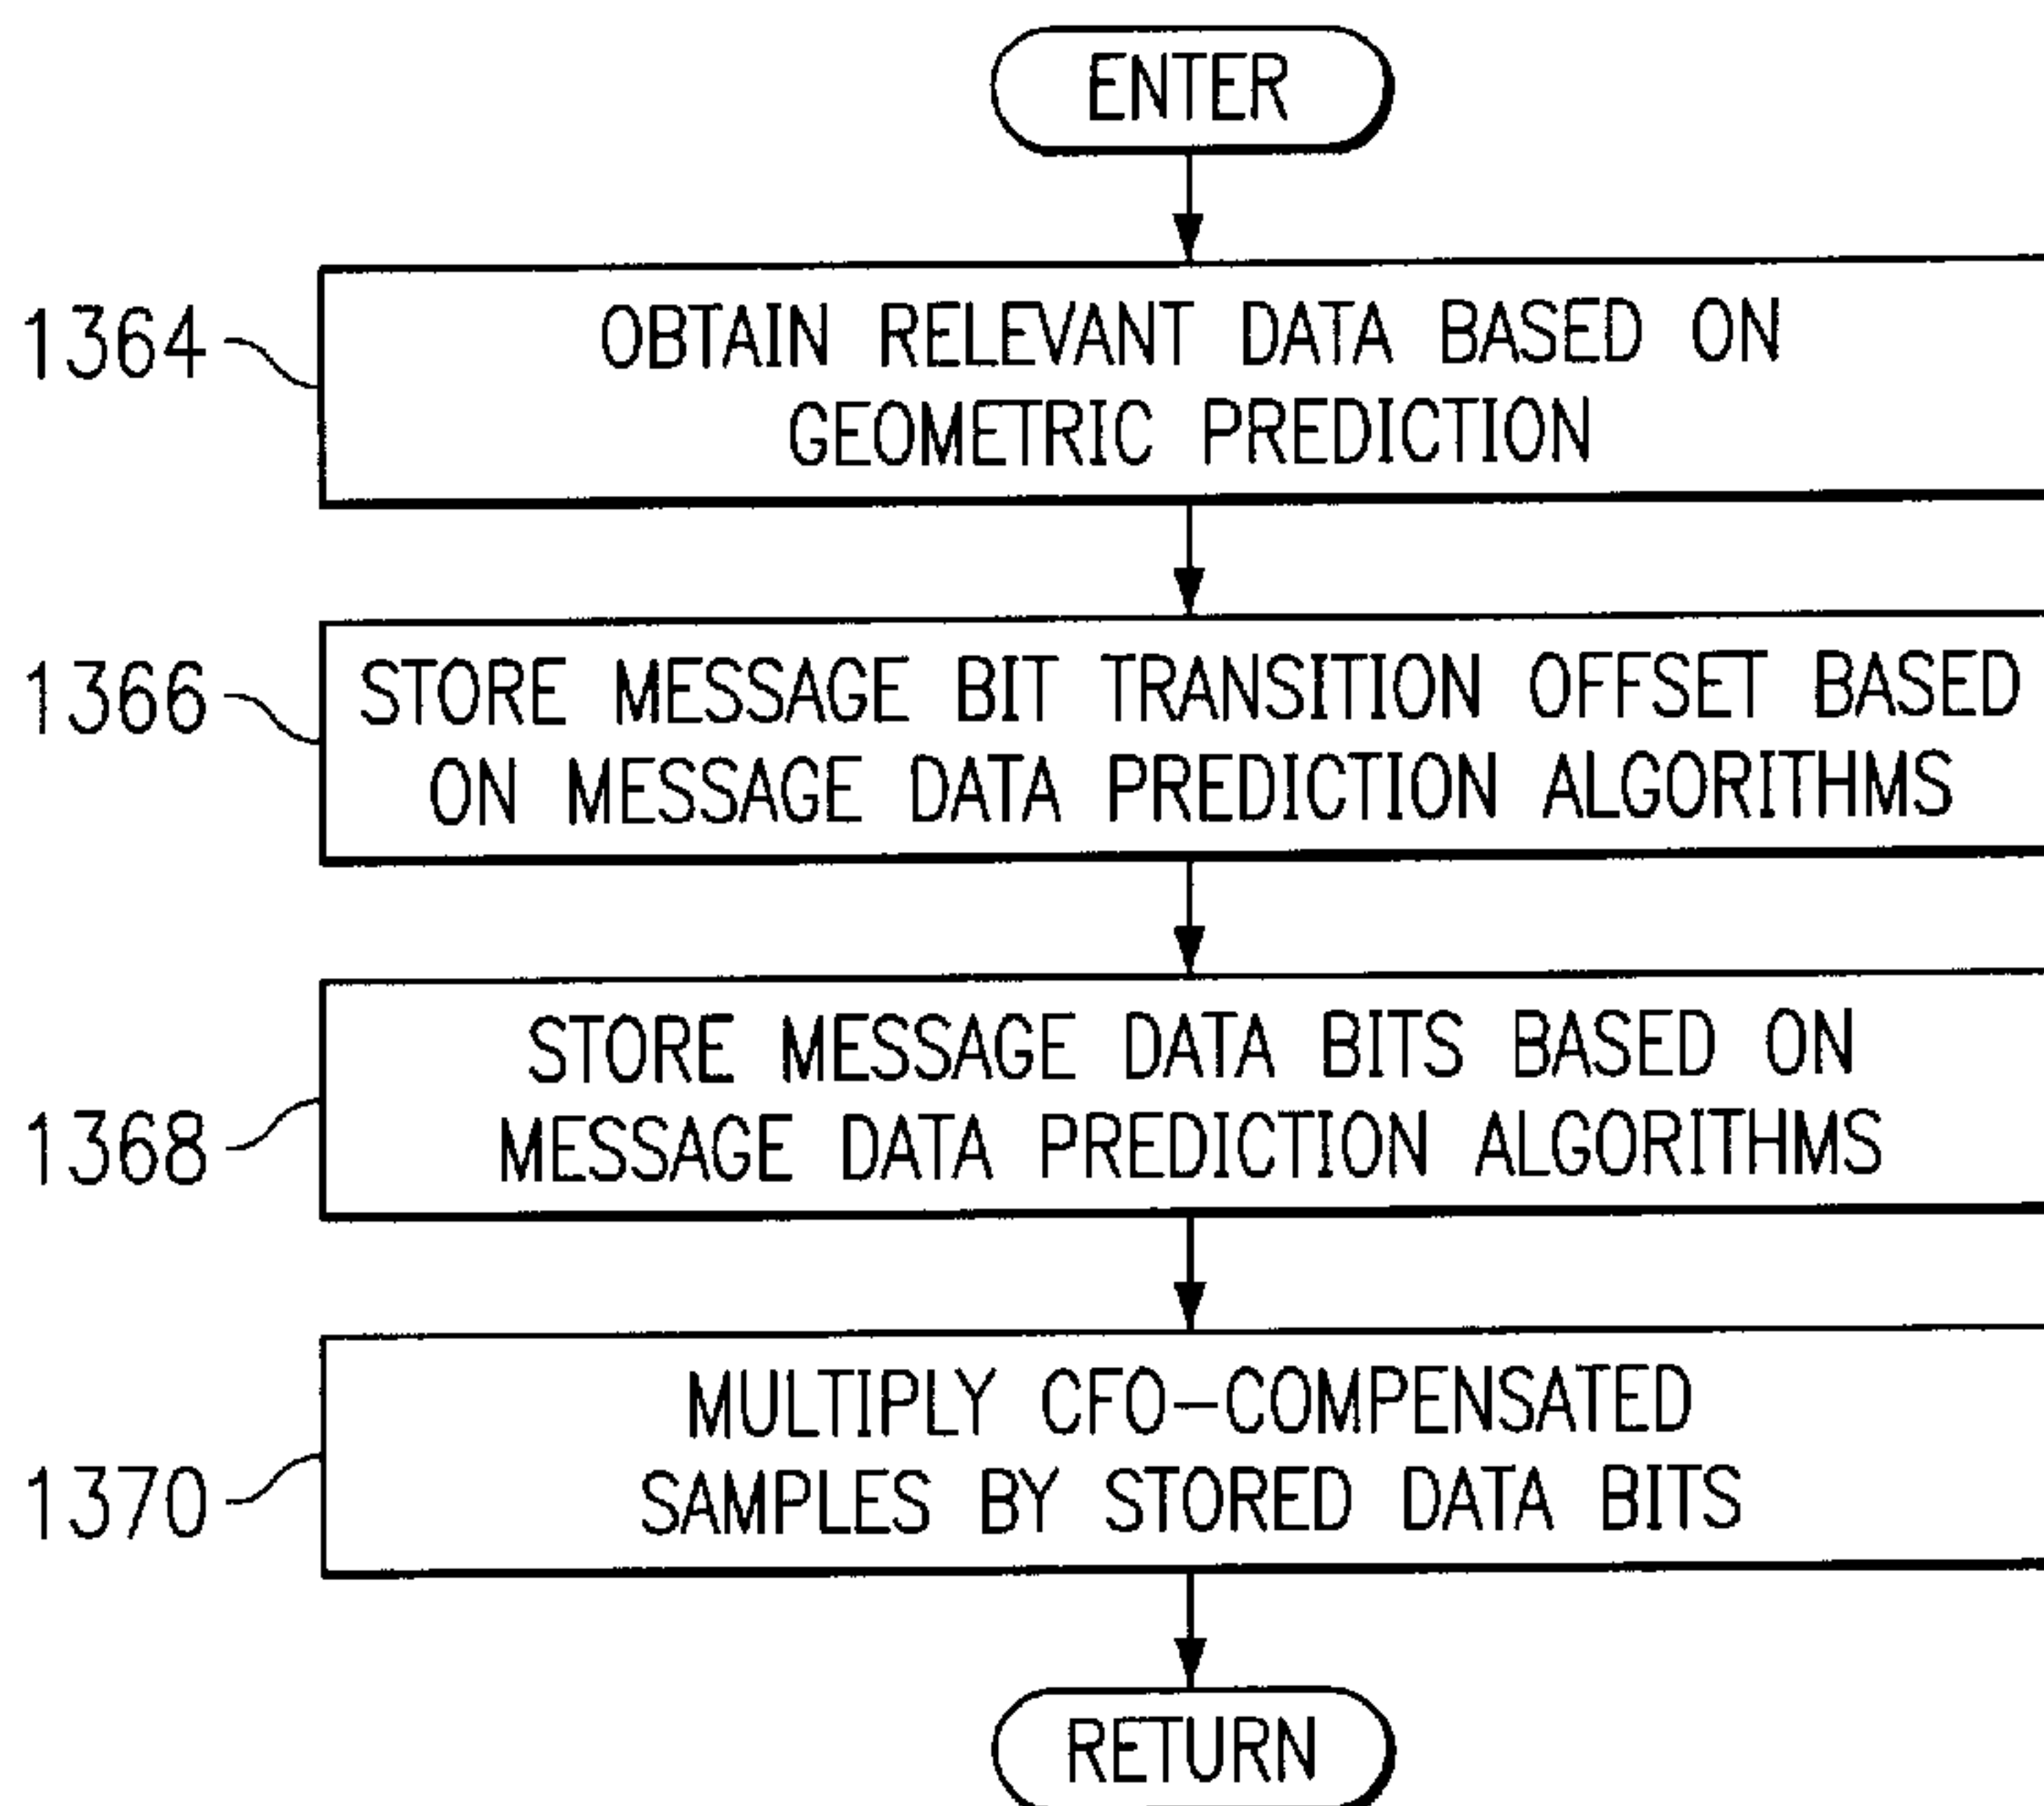 ENTER
1364
OBTAIN RELEVANT DATA BASED ON
GEOMETRIC PREDICTION
1366
STORE MESSAGE BIT TRANSITION OFFSET BASED
ON MESSAGE DATA PREDICTION ALGORITHMS
1368
STORE MESSAGE DATA BITS BASED ON
MESSAGE DATA PREDICTION ALGORITHMS
1370
MULTIPLY CFO-COMPENSATED
SAMPLES BY STORED DATA BITS
RETURN